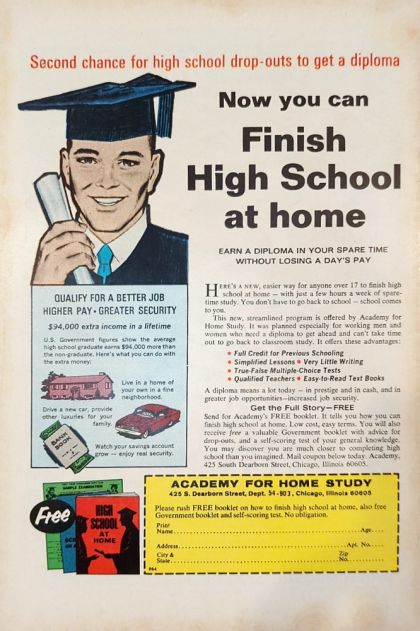 Second chance for high school drop-outs to get a diploma
Now you can
Finish
High School
at home
EARN A DIPLOMA IN YOUR SPARE TIME
WITHOUT LOSING A DAY'S PAY
QUALIFY FOR A BETTER JOB
HIGHER PAY • GREATER SECURITY
$94,000 extra income in a lifetime
U.S. Government figures show the average
high school graduate earns $94,000 more than
the non-graduate. Here's what you can do with
the extra money:
Live in a home of
your own in a fine
neighborhood.
Drive a new car, provide
other luxuries for your
family.
BANK
BOOK
Watch your savings account
grow — enjoy real security.
HERE'S A NEW, easier way for anyone over 17 to finish high
school at home — with just a few hours a week of spare-
time study. You don't have to go back to school — school comes
to you.
This new, streamlined program is offered by Academy for
Home Study. It was planned especially for working men and
women who need a diploma to get ahead and can't take time
out to go back to classroom study. It offers these advantages:
• Full Credit for Previous Schooling
• Simplified Lessons • Very Little Writing
• True-False Multiple-Choice Tests
• Qualified Teachers • Easy-to-Read Text Books
A diploma means a lot today – in prestige and in cash, and in
greater job opportunities–increased job security.
Get the Full Story—FREE
Send for Academy's FREE booklet. It tells you how you can
finish high school at home. Low cost, easy terms. You will also
receive free a valuable Government booklet with advice for
drop-outs, and a self-scoring test of your general knowledge.
You may discover you are much closer to completing high
school than you imagined. Mail coupon below today. Academy,
425 South Dearborn Street, Chicago, Illinois 60605.
Free
SAMPLE EXAMINATION
HIGH
SCHOOL
AT
HOME
ACADEMY FOR HOME STUDY
425 S. Dearborn Street, Dept. 54-903, Chicago, Illinois 60605
Please rush FREE booklet on how to finish high school at home, also free
Government booklet and self-scoring test. No obligation.
Print
Name Age
Address Apt. No.
City & Zip
State No.